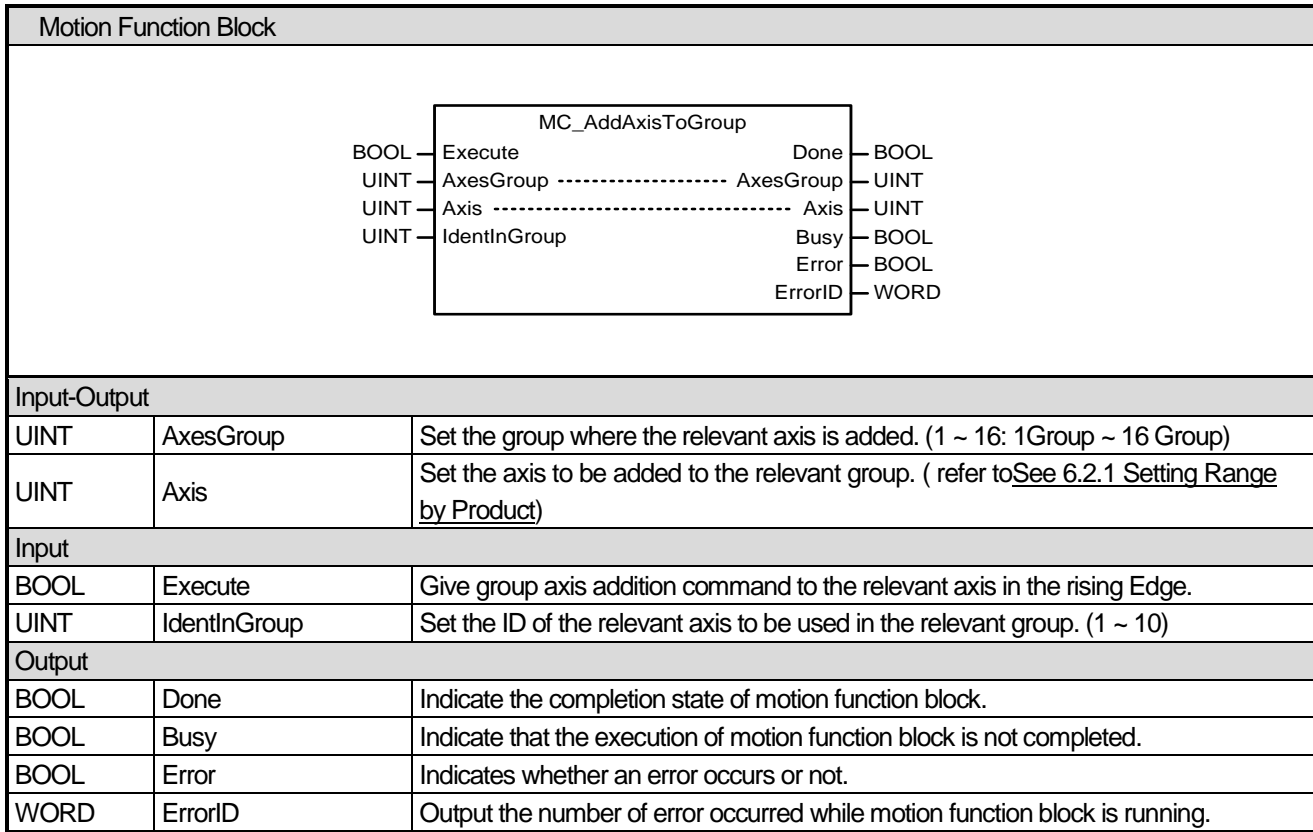 Motion Function Block
MC_AddAxisToGroup
BOOL Execute Done BOOL
UINT AxesGroup AxesGroup UINT
UINT Axis Axis UINT
UINT IdentInGroup Busy BOOL
Error BOOL
ErrorID WORD
Input-Output
UINT AxesGroup Set the group where the relevant axis is added. (1 ~ 16: 1Group ~ 16 Group)
UINT Axis Set the axis to be added to the relevant group. ( refer toSee 6.2.1 Setting Range
by Product)
Input
BOOL Execute Give group axis addition command to the relevant axis in the rising Edge.
UINT IdentInGroup Set the ID of the relevant axis to be used in the relevant group. (1 ~ 10)
Output
BOOL Done Indicate the completion state of motion function block.
BOOL Busy Indicate that the execution of motion function block is not completed.
BOOL Error Indicates whether an error occurs or not.
WORD ErrorID Output the number of error occurred while motion function block is running.